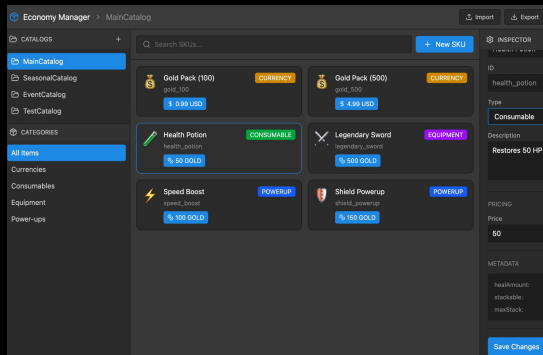 Economy Manager > MainCatalog
Import
Export
CATALOGS +
MainCatalog
SeasonalCatalog
EventCatalog
TestCatalog
CATEGORIES
All Items
Currencies
Consumables
Equipment
Power-ups
Search SKUs...
+ New SKU
Gold Pack (100)
CURRENCY
gold_100
$ 0.99 USD
Gold Pack (500)
CURRENCY
gold_500
$ 4.99 USD
Health Potion
CONSUMABLE
health_potion
50 GOLD
Legendary Sword
EQUIPMENT
legendary_sword
500 GOLD
Speed Boost
POWERUP
speed_boost
100 GOLD
Shield Powerup
POWERUP
shield_powerup
150 GOLD
INSPECTOR
ID
health_potion
Type
Consumable
Description
Restores 50 HP
PRICING
Price
50
METADATA
healAmount:
stackable:
maxStack:
Save Changes